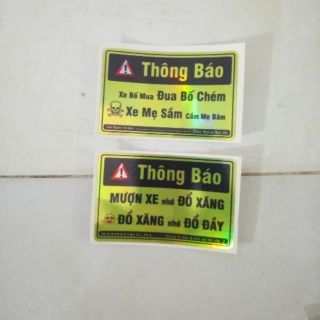 Thông Báo
Xe Bố Mua Đua Bố Chém
Xe Mẹ Sắm Cấm Mẹ Băm
Thông Báo
MƯỢN XE nhớ ĐỔ XĂNG
ĐỔ XĂNG nhớ ĐỔ ĐẦY